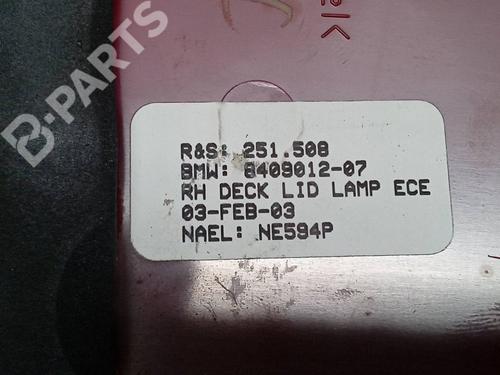 B-PARTS
R&S: 251.508
BMW: 8409012-07
RH DECK LID LAMP ECE
03-FEB-03
NAEL: NE594P